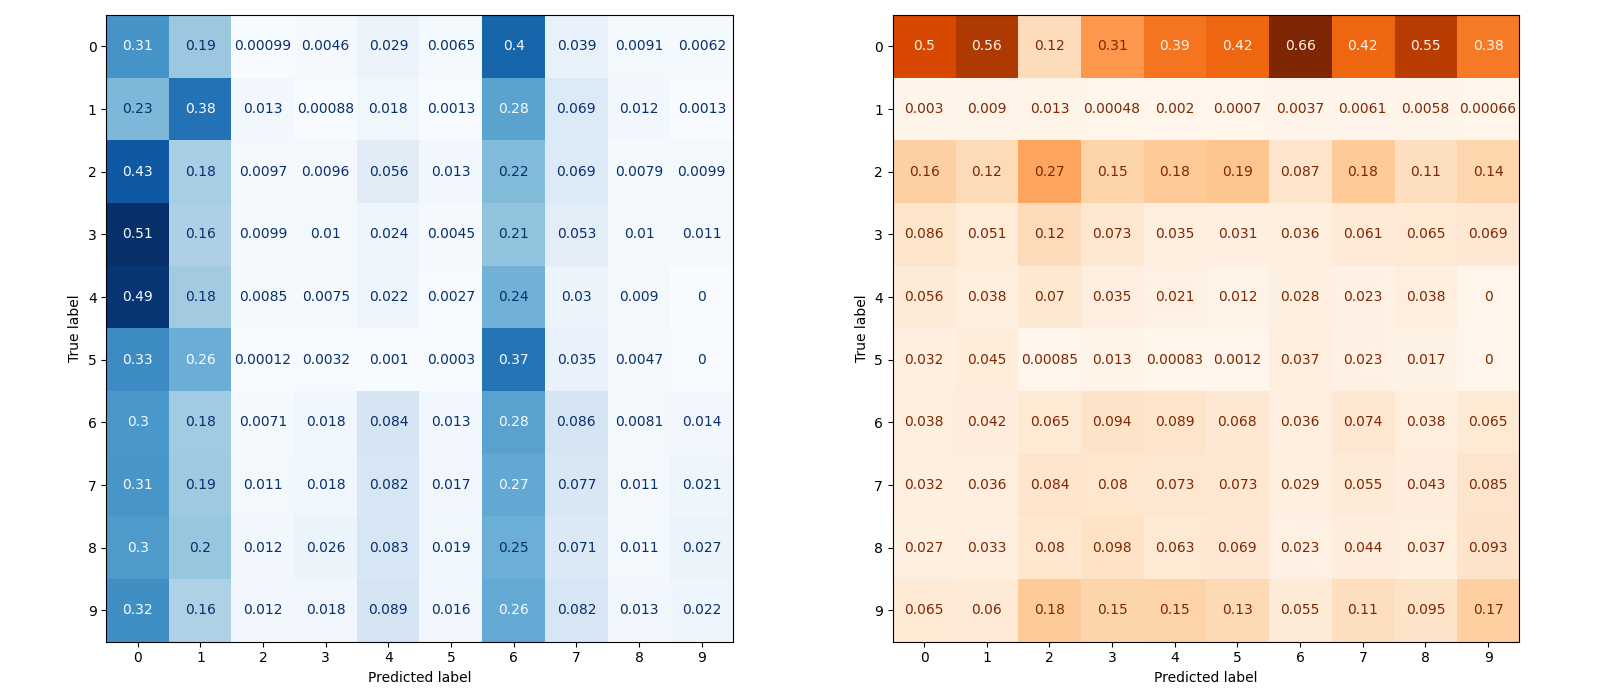 0 0.31 0.19 0.00099 0.0046 0.029 0.0065 0.4 0.039 0.0091 0.0062
1 0.23 0.38 0.013 0.00088 0.018 0.0013 0.28 0.069 0.012 0.0013
2 0.43 0.18 0.0097 0.0096 0.056 0.013 0.22 0.069 0.0079 0.0099
3 0.51 0.16 0.0099 0.01 0.024 0.0045 0.21 0.053 0.01 0.011
4 0.49 0.18 0.0085 0.0075 0.022 0.0027 0.24 0.03 0.009 0
5 0.33 0.26 0.00012 0.0032 0.001 0.0003 0.37 0.035 0.0047 0
6 0.3 0.18 0.0071 0.018 0.084 0.013 0.28 0.086 0.0081 0.014
7 0.31 0.19 0.011 0.018 0.082 0.017 0.27 0.077 0.011 0.021
8 0.3 0.2 0.012 0.026 0.083 0.019 0.25 0.071 0.011 0.027
9 0.32 0.16 0.012 0.018 0.089 0.016 0.26 0.082 0.013 0.022
0 1 2 3 4 5 6 7 8 9
Predicted label
True label
0 0.5 0.56 0.12 0.31 0.39 0.42 0.66 0.42 0.55 0.38
1 0.003 0.009 0.013 0.00048 0.002 0.0007 0.0037 0.0061 0.0058 0.00066
2 0.16 0.12 0.27 0.15 0.18 0.19 0.087 0.18 0.11 0.14
3 0.086 0.051 0.12 0.073 0.035 0.031 0.036 0.061 0.065 0.069
4 0.056 0.038 0.07 0.035 0.021 0.012 0.028 0.023 0.038 0
5 0.032 0.045 0.00085 0.013 0.00083 0.0012 0.037 0.023 0.017 0
6 0.038 0.042 0.065 0.094 0.089 0.068 0.036 0.074 0.038 0.065
7 0.032 0.036 0.084 0.08 0.073 0.073 0.029 0.055 0.043 0.085
8 0.027 0.033 0.08 0.098 0.063 0.069 0.023 0.044 0.037 0.093
9 0.065 0.06 0.18 0.15 0.15 0.13 0.055 0.11 0.095 0.17
0 1 2 3 4 5 6 7 8 9
Predicted label
True label